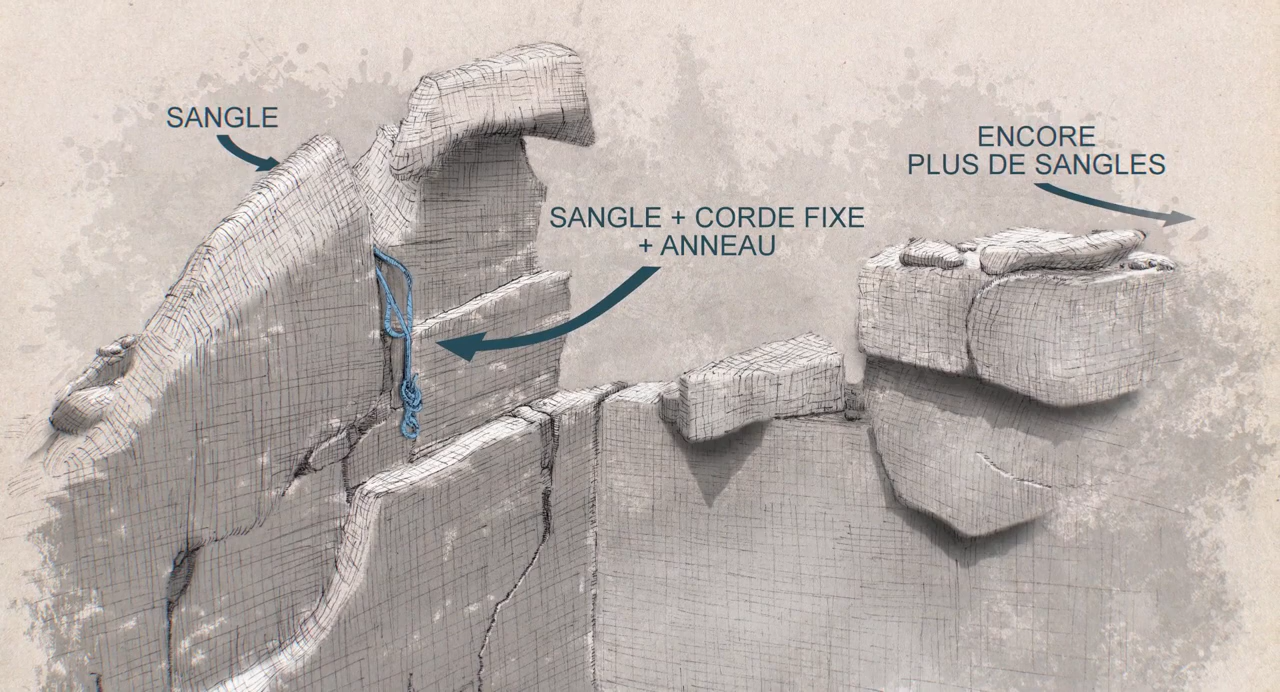 SANGLE
SANGLE + CORDE FIXE
+ ANNEAU
ENCORE
PLUS DE SANGLES